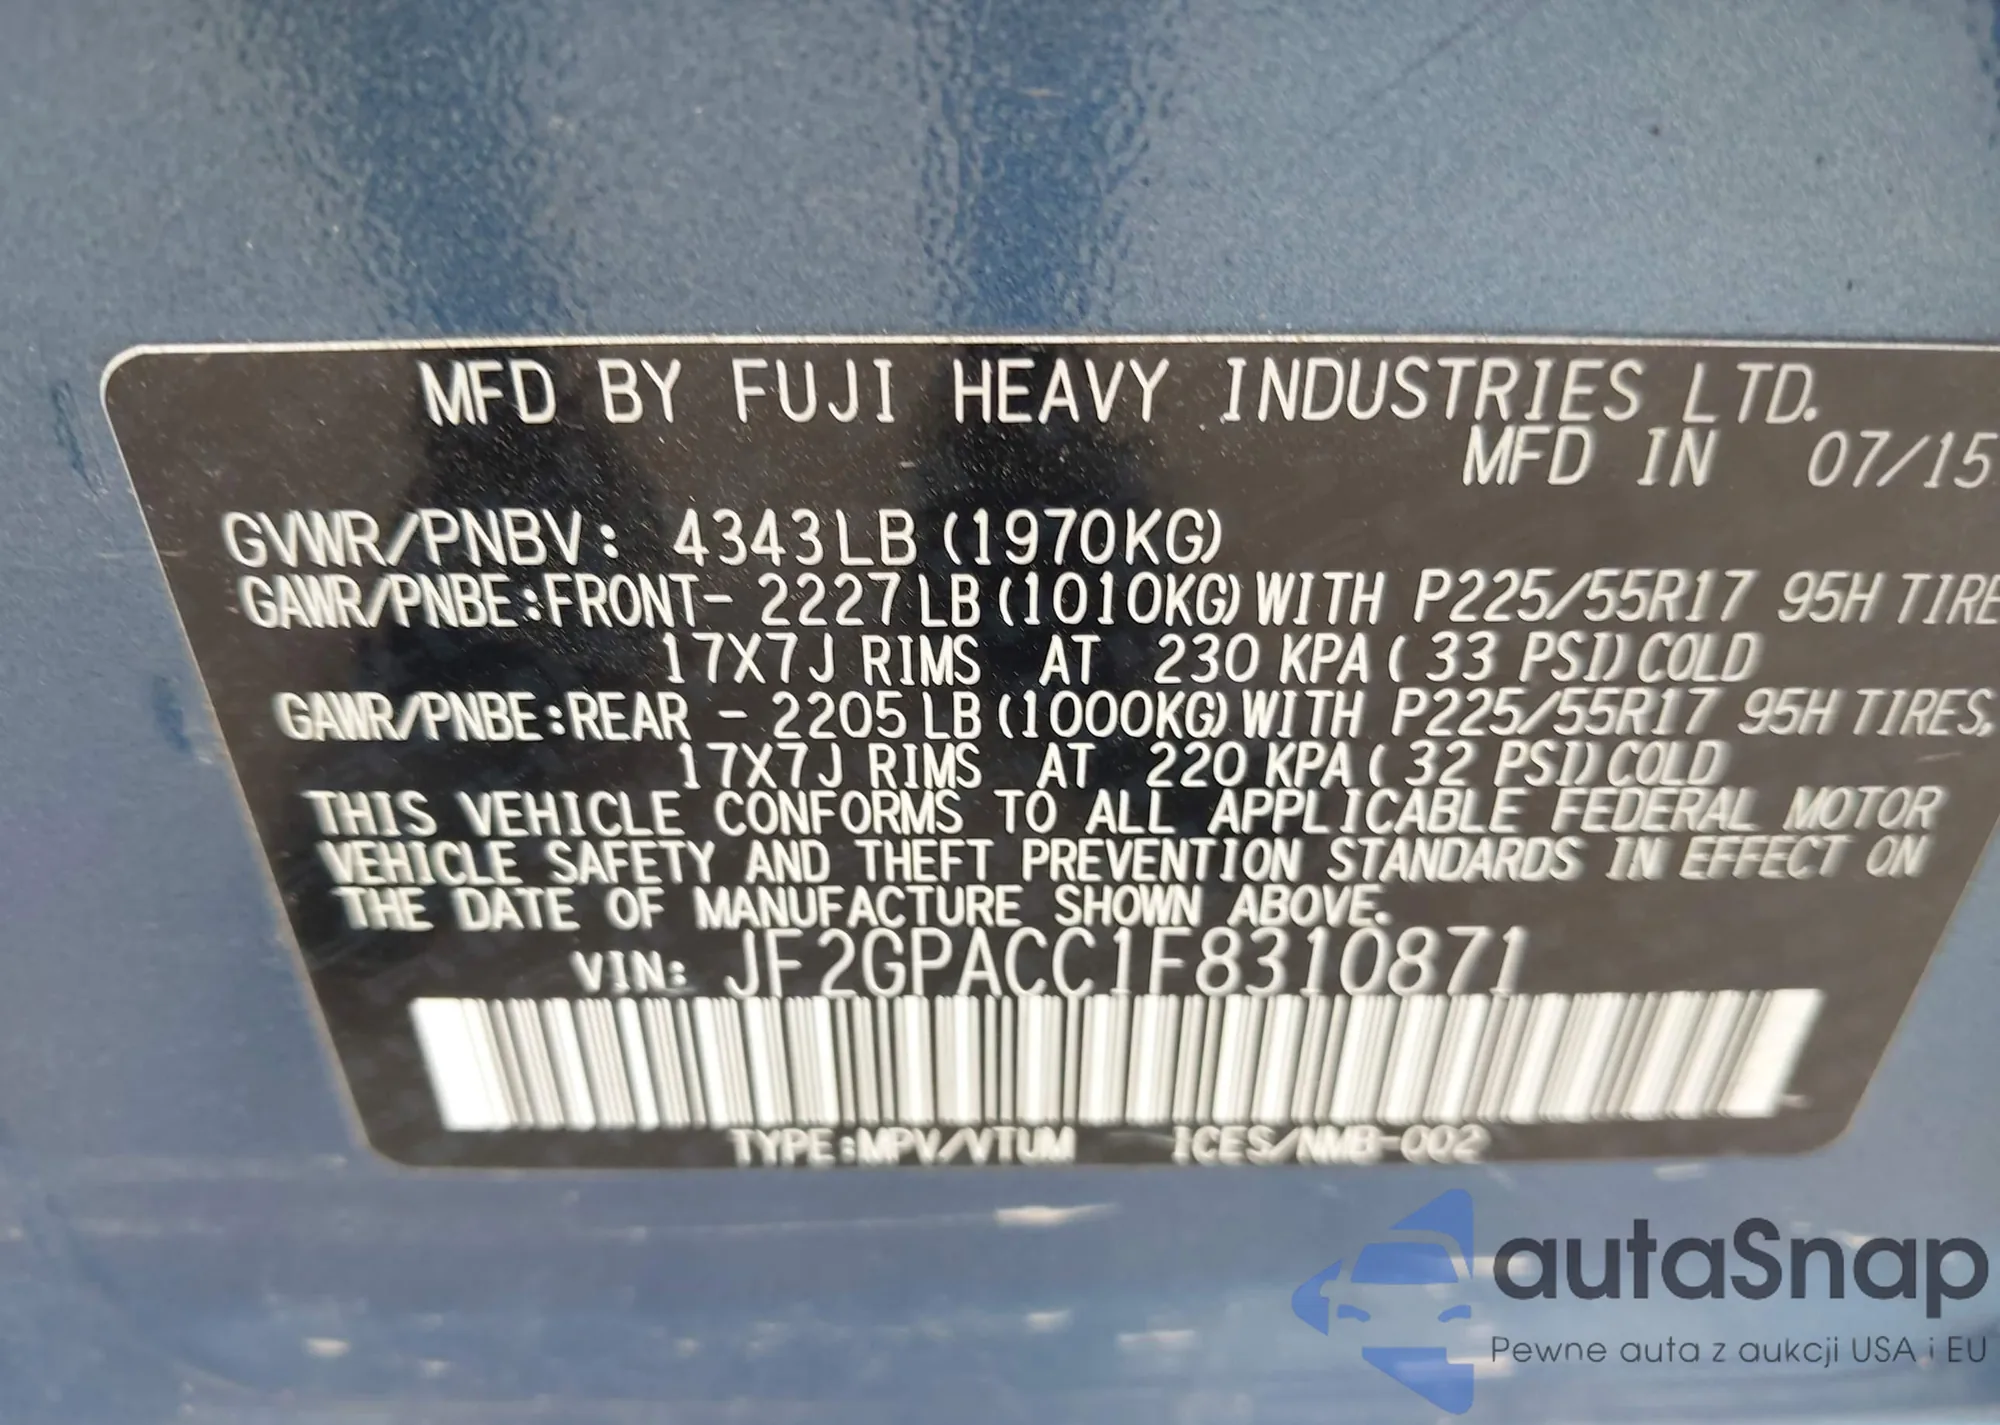 MFD BY FUJI HEAVY INDUSTRIES LTD.
MFD IN 07/15
GVWR/PNBV: 4343LB (1970KG)
GAWR/PNBE:FRONT- 2227LB(1010KG)WITH P225/55R17 95H TIRE
17X7J RIMS AT 230 KPA( 33 PSI)COLD
GAWR/PNBE:REAR - 2205LB(1000KG)WITH P225/55R17 95H TIRES,
17X7J RIMS AT 220 KPA( 32 PSI)COLD
THIS VEHICLE CONFORMS TO ALL APPLICABLE FEDERAL MOTOR
VEHICLE SAFETY AND THEFT PREVENTION STANDARDS IN EFFECT ON
THE DATE OF MANUFACTURE SHOWN ABOVE.
VIN: JF2GPACC1F8310871
TYPE:MPV/VTUM ICES/NMB-002
autaSnap
Pewne auta z aukcji USA i EU